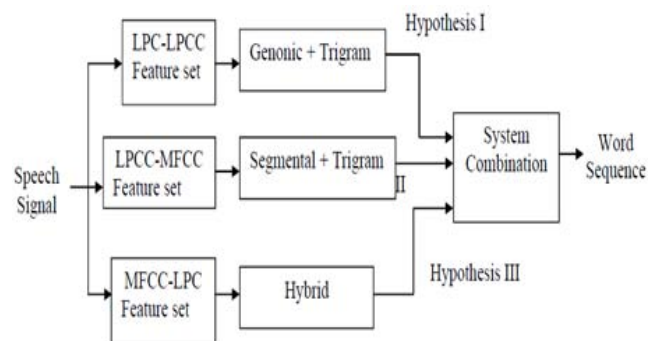 Hypothesis I
LPC-LPCC
Feature set
Genonic + Trigram
LPCC-MFCC
Feature set
Segmental + Trigram
II
System
Combination
Word
Sequence
Speech
Signal
MFCC-LPC
Feature set
Hybrid
Hypothesis III